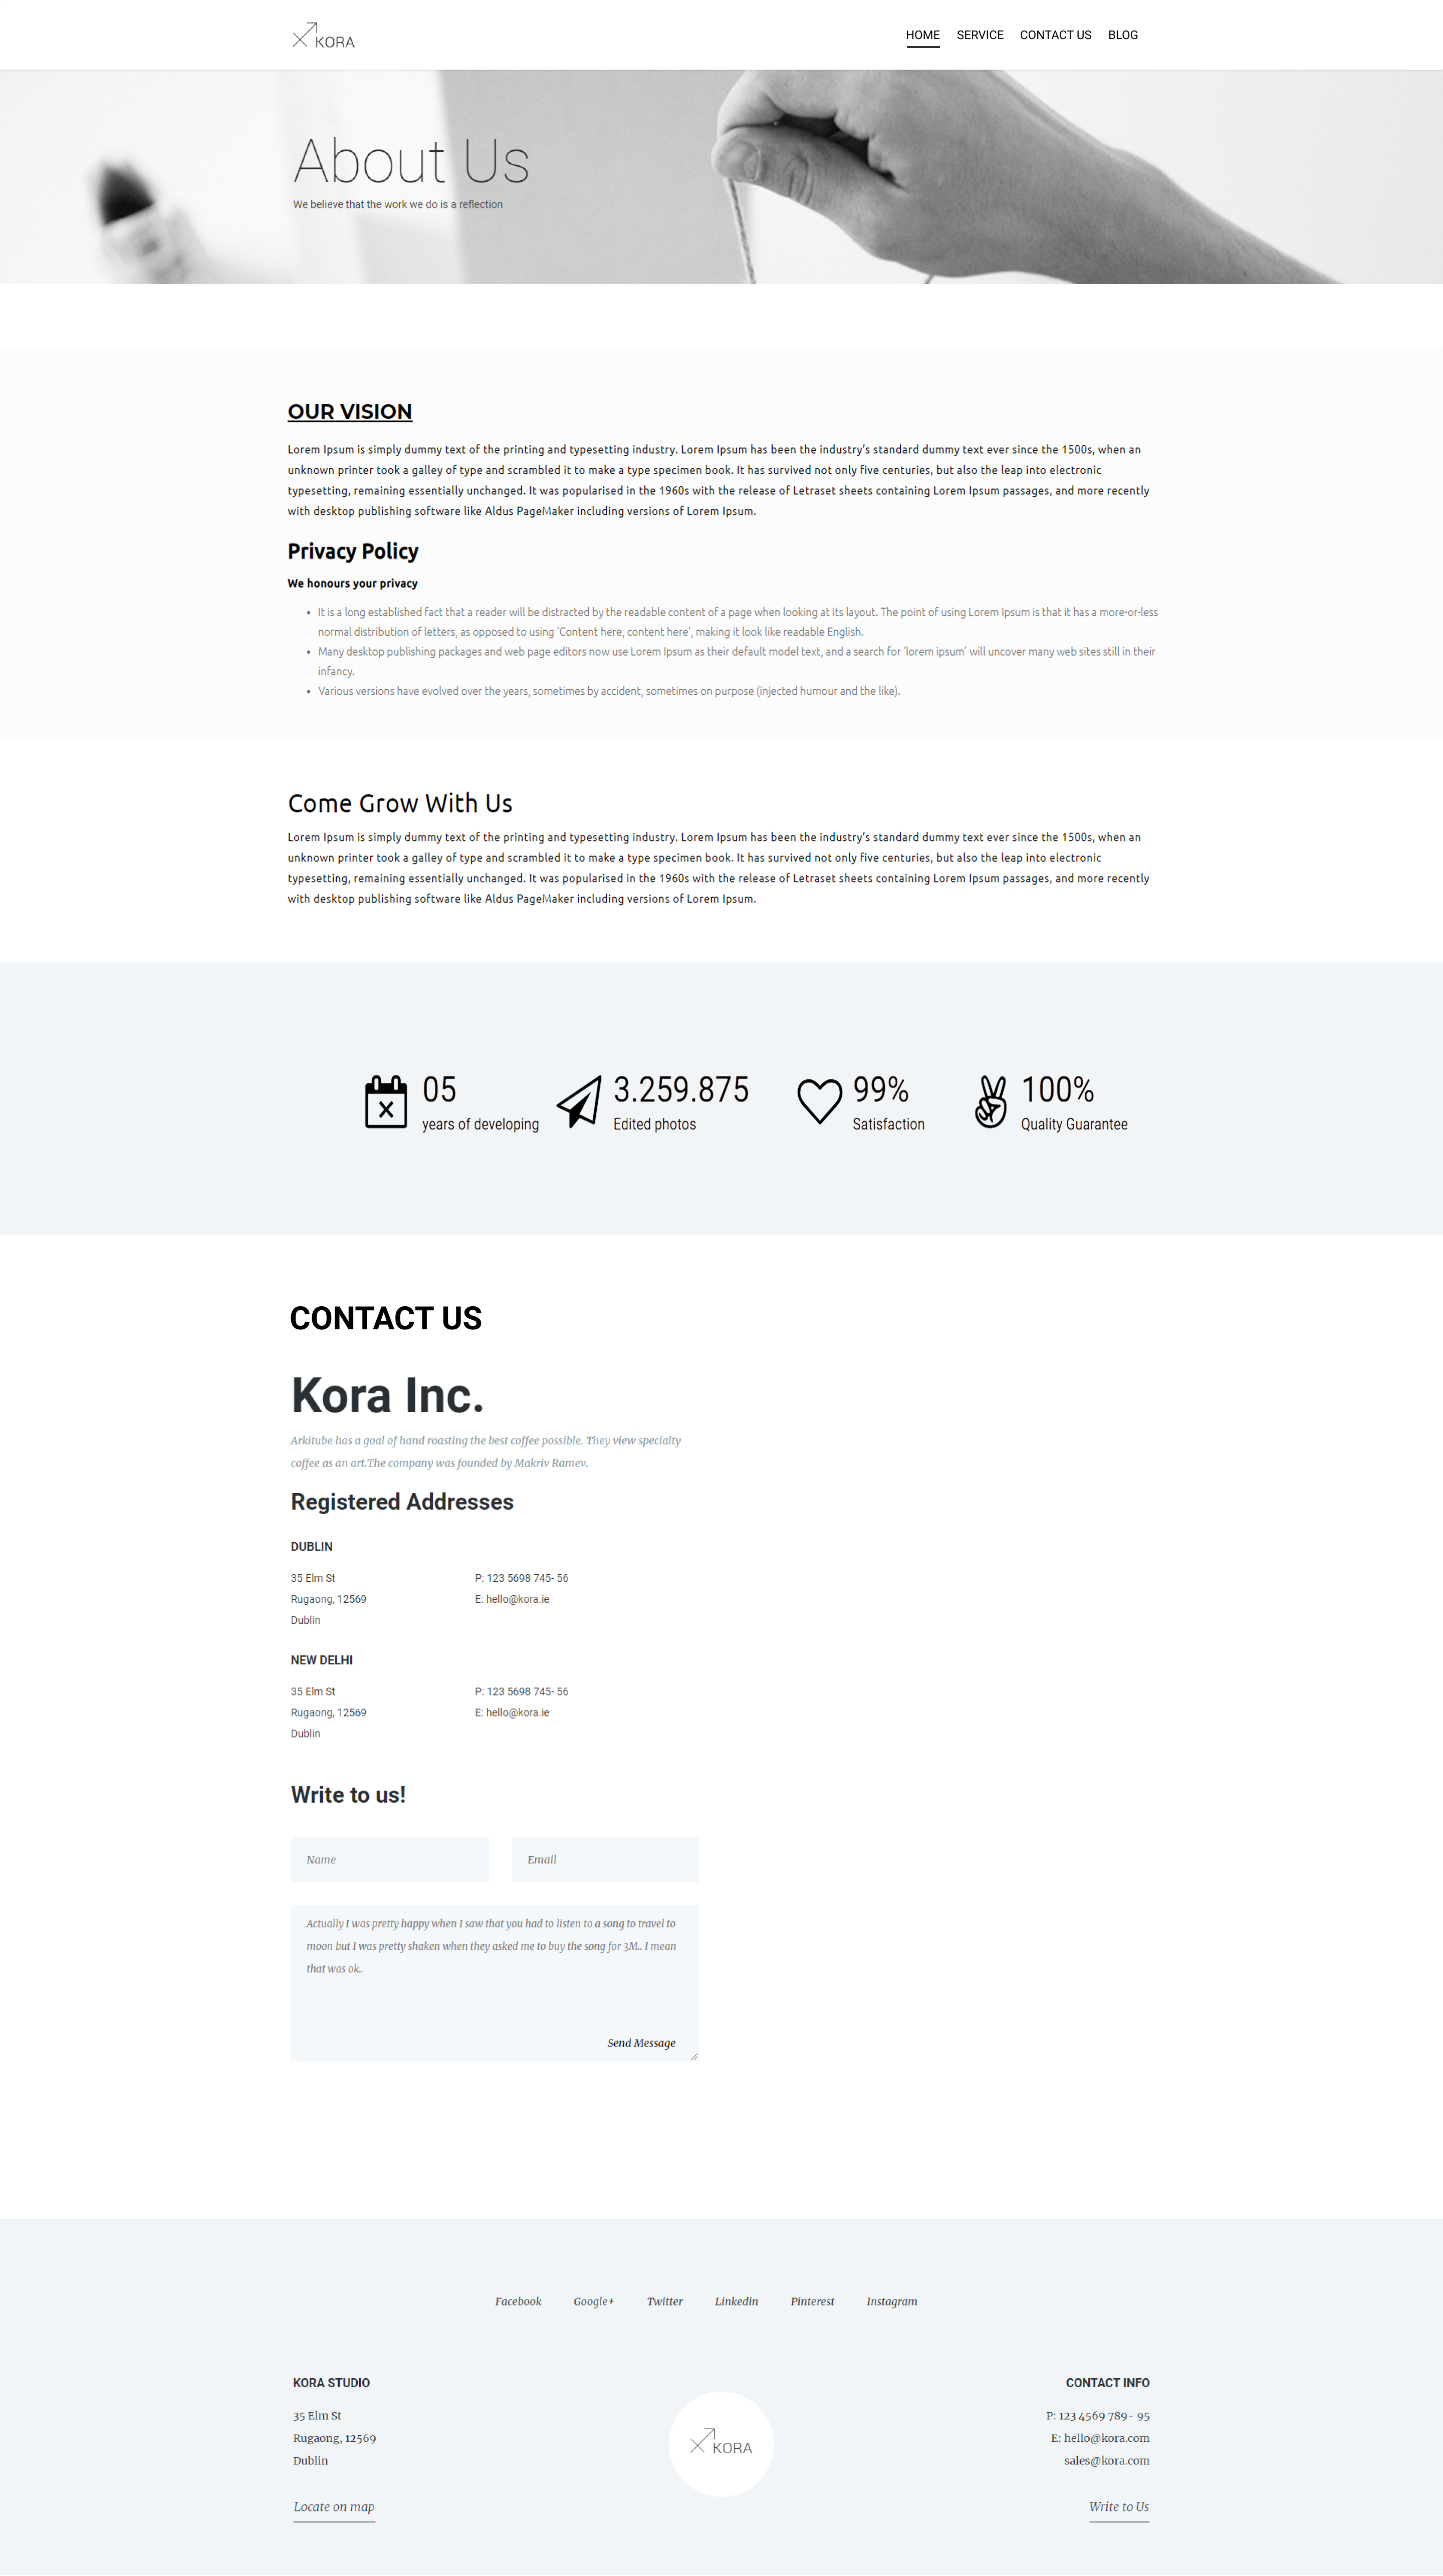 KORA
HOME SERVICE CONTACT US BLOG
About Us
We believe that the work we do is a reflection
OUR VISION
Lorem Ipsum is simply dummy text of the printing and typesetting industry. Lorem Ipsum has been the industry's standard dummy text ever since the 1500s, when an
unknown printer took a galley of type and scrambled it to make a type specimen book. It has survived not only five centuries, but also the leap into electronic
typesetting, remaining essentially unchanged. It was popularised in the 1960s with the release of Letraset sheets containing Lorem Ipsum passages, and more recently
with desktop publishing software like Aldus PageMaker including versions of Lorem Ipsum.
Privacy Policy
We honours your privacy
• It is a long established fact that a reader will be distracted by the readable content of a page when looking at its layout. The point of using Lorem Ipsum is that it has a more-or-less
normal distribution of letters, as opposed to using 'Content here, content here', making it look like readable English.
• Many desktop publishing packages and web page editors now use Lorem Ipsum as their default model text, and a search for 'lorem ipsum' will uncover many web sites still in their
infancy.
• Various versions have evolved over the years, sometimes by accident, sometimes on purpose (injected humour and the like).
Come Grow With Us
Lorem Ipsum is simply dummy text of the printing and typesetting industry. Lorem Ipsum has been the industry's standard dummy text ever since the 1500s, when an
unknown printer took a galley of type and scrambled it to make a type specimen book. It has survived not only five centuries, but also the leap into electronic
typesetting, remaining essentially unchanged. It was popularised in the 1960s with the release of Letraset sheets containing Lorem Ipsum passages, and more recently
with desktop publishing software like Aldus PageMaker including versions of Lorem Ipsum.
05
years of developing
3.259.875
Edited photos
99%
Satisfaction
100%
Quality Guarantee
CONTACT US
Kora Inc.
Arkitube has a goal of hand roasting the best coffee possible. They view specialty
coffee as an art.The company was founded by Makriv Ramev.
Registered Addresses
DUBLIN
35 Elm St
Rugaong, 12569
Dublin
P: 123 5698 745- 56
E: hello@kora.ie
NEW DELHI
35 Elm St
Rugaong, 12569
Dublin
P: 123 5698 745- 56
E: hello@kora.ie
Write to us!
Name
Email
Actually I was pretty happy when I saw that you had to listen to a song to travel to
moon but I was pretty shaken when they asked me to buy the song for 3M.. I mean
that was ok..
Send Message
Facebook Google+ Twitter Linkedin Pinterest Instagram
KORA STUDIO
35 Elm St
Rugaong, 12569
Dublin
Locate on map
KORA
CONTACT INFO
P: 123 4569 789- 95
E: hello@kora.com
sales@kora.com
Write to Us